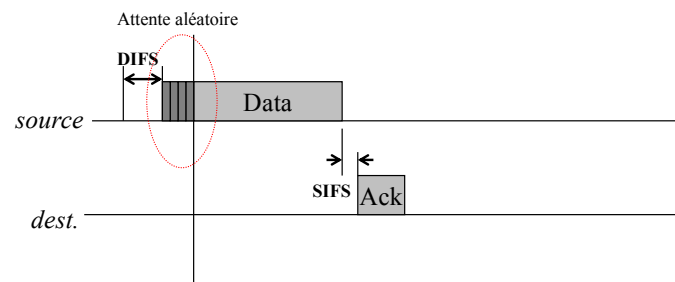 Attente aléatoire
DIFS
Data
source
SIFS
Ack
dest.